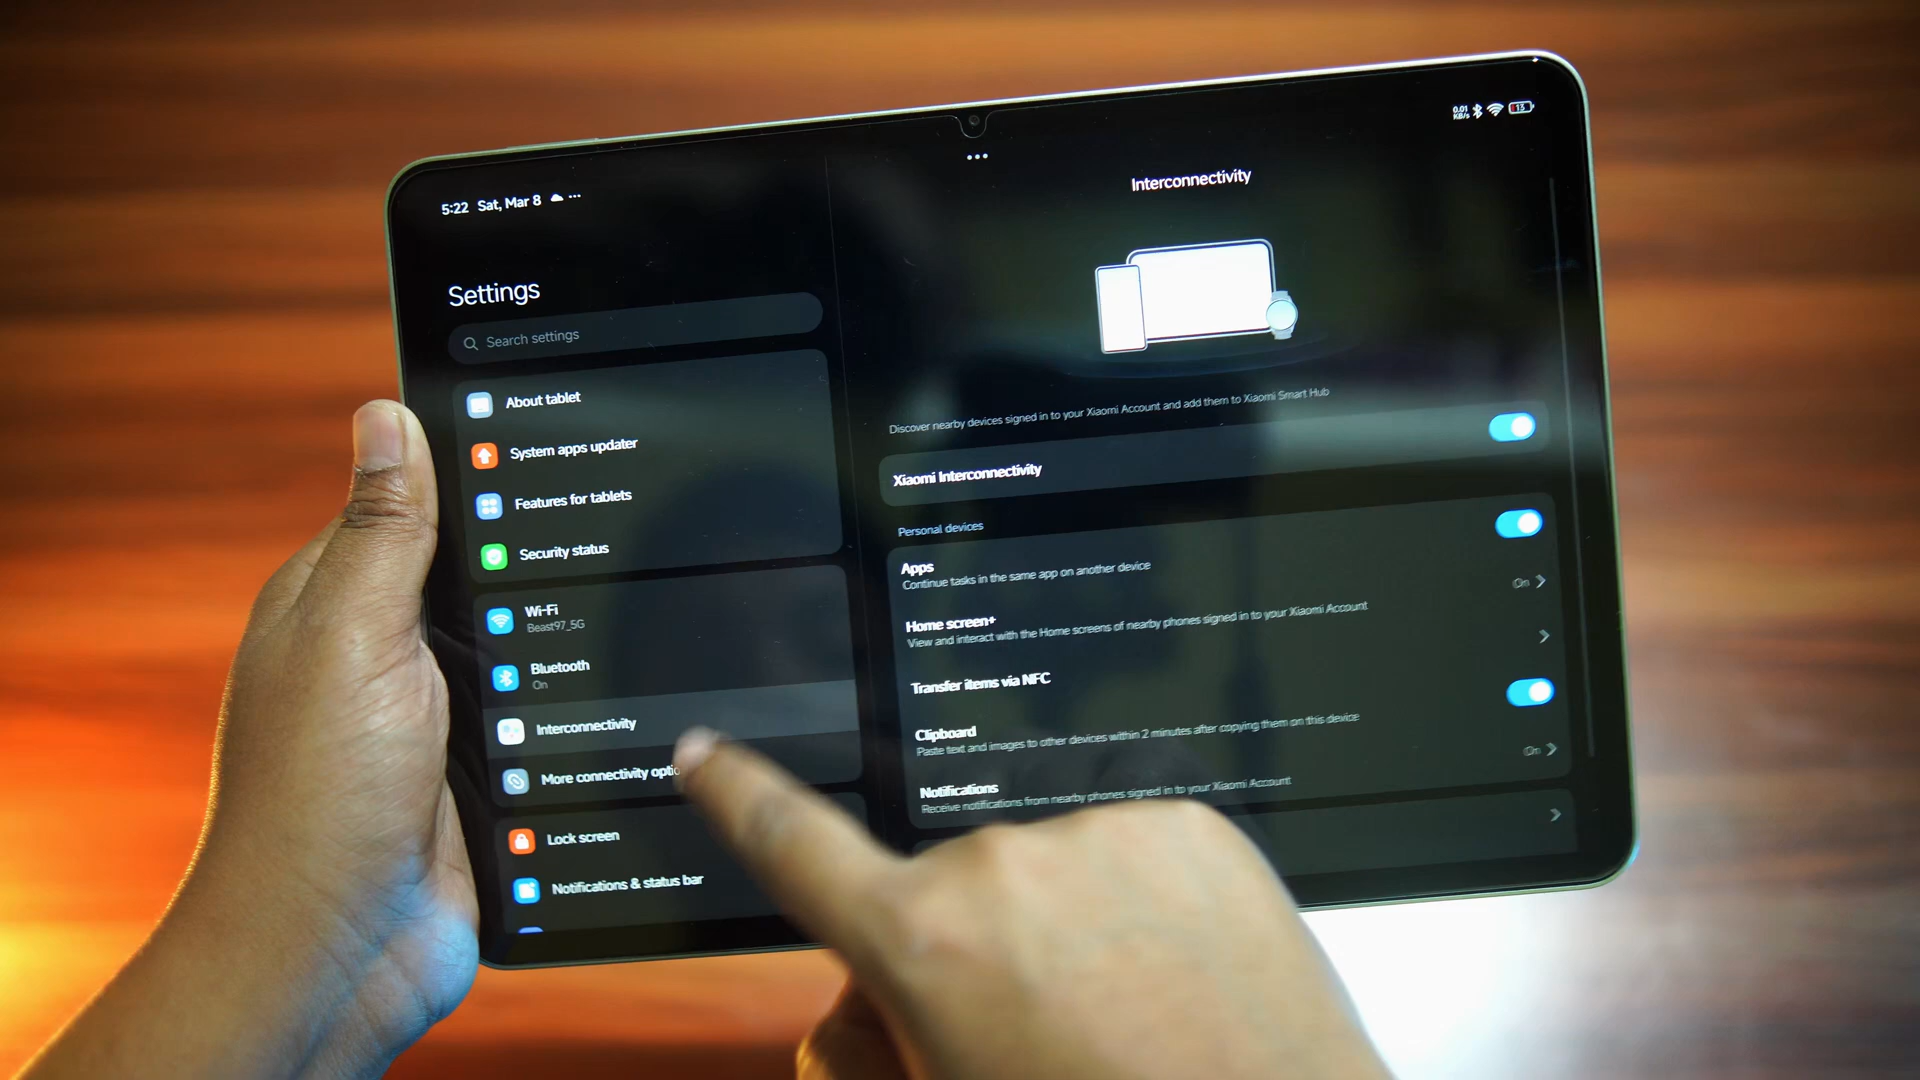 5:22 Sat, Mar 8
0.01
KB/s
15
Settings
Search settings
About tablet
System apps updater
Features for tablets
Security status
Wi-Fi
Beast97_5G
Bluetooth
On
Interconnectivity
More connectivity optio
Lock screen
Notifications & status bar
Interconnectivity
Discover nearby devices signed in to your Xiaomi Account and add them to Xiaomi Smart Hub
Xiaomi Interconnectivity
Personal devices
Apps
Continue tasks in the same app on another device
Home screen+
On
View and interact with the Home screens of nearby phones signed in to your Xiaomi Account
Transfer items via NFC
Clipboard
Paste text and images to other devices within 2 minutes after copying them on this device
Notifications
On
Receive notifications from nearby phones signed in to your Xiaomi Account